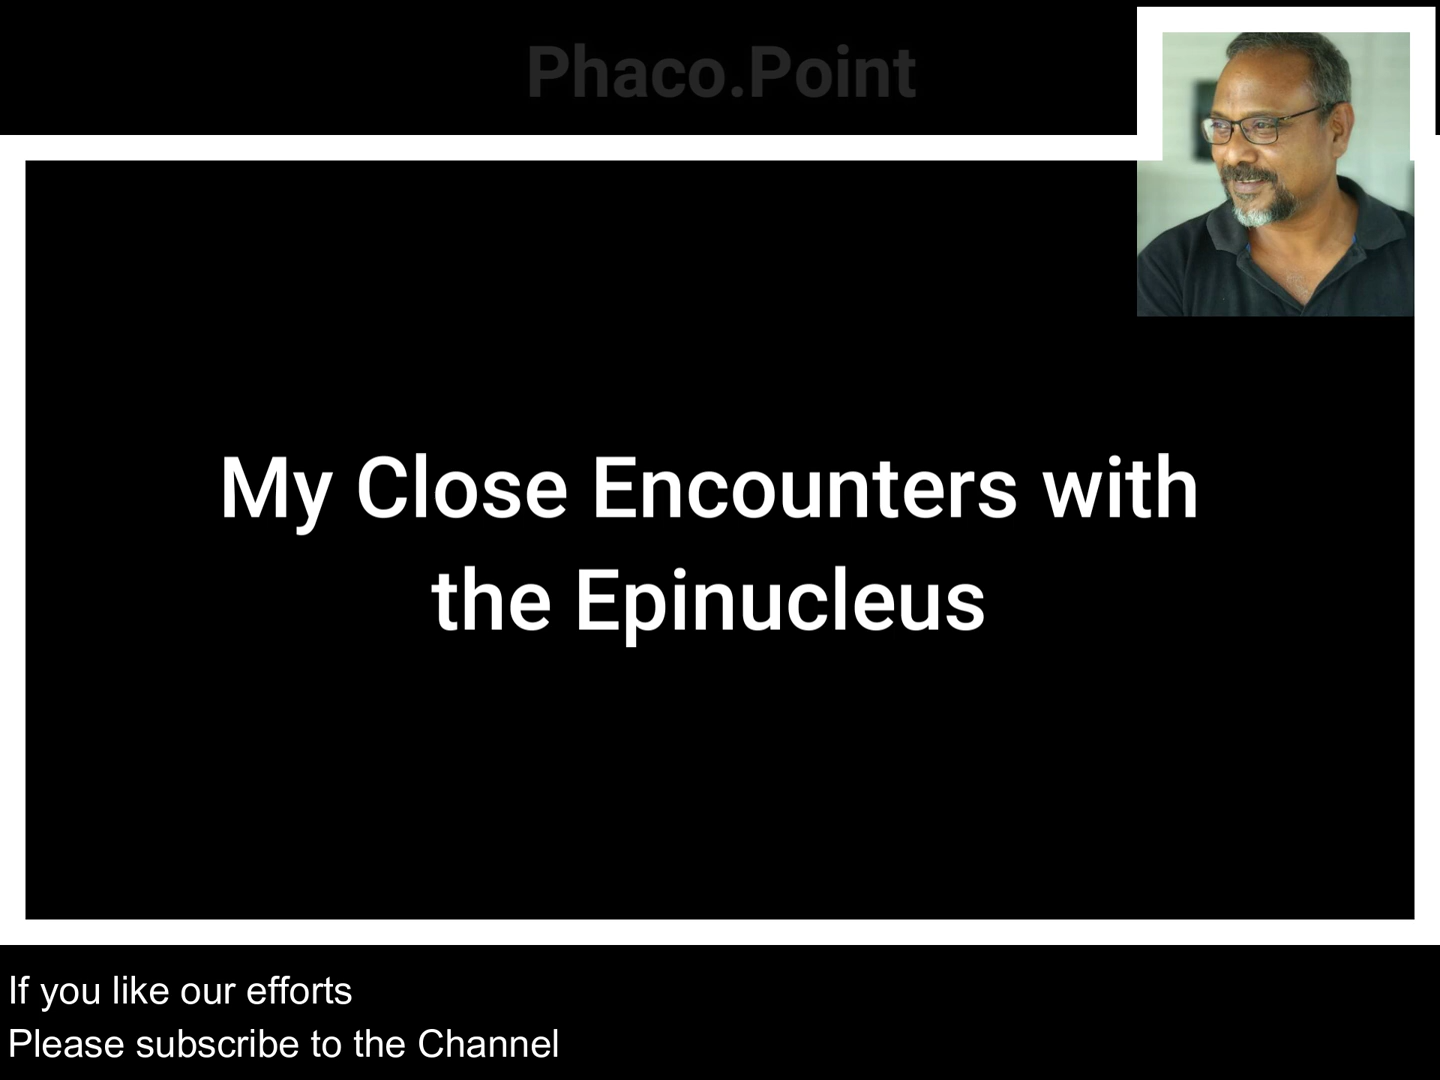 Phaco.Point
My Close Encounters with
the Epinucleus
If you like our efforts
Please subscribe to the Channel